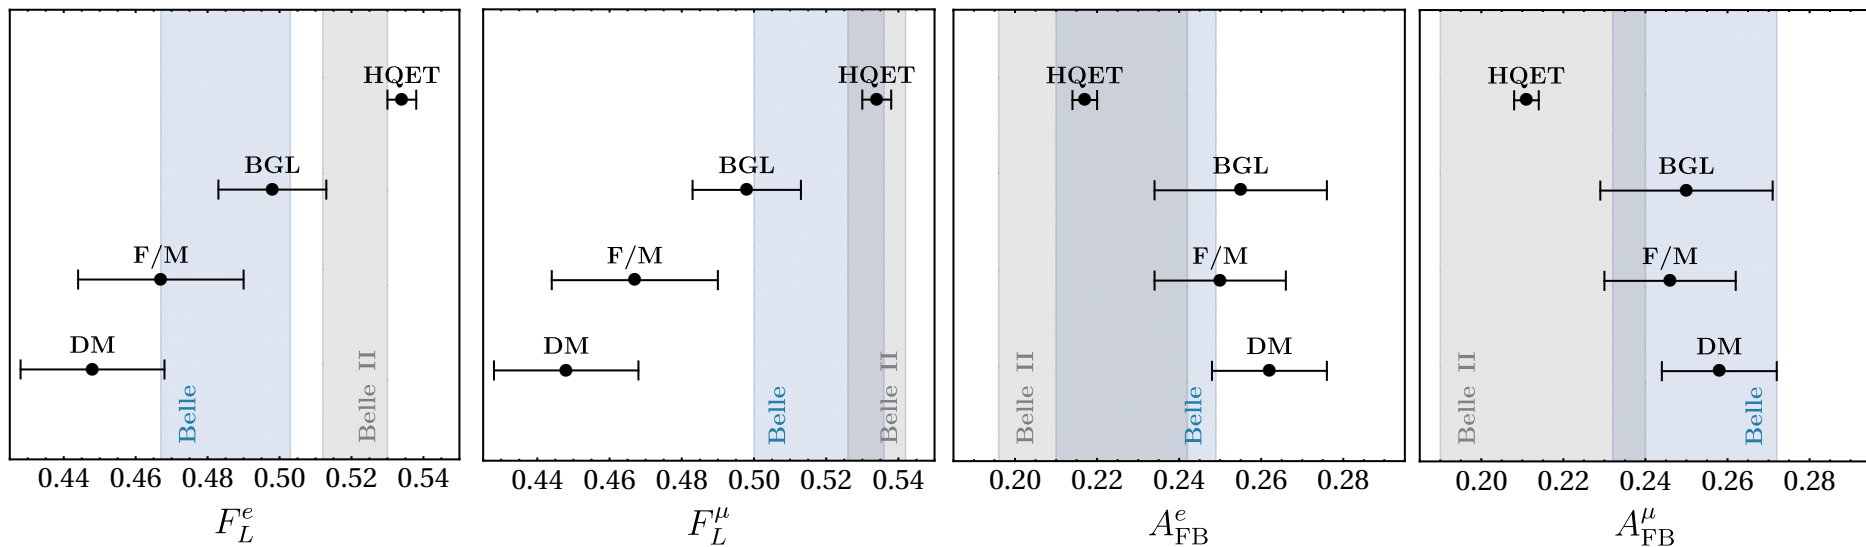 HQET
BGL
F/M
DM
Belle
Belle II
0.44 0.46 0.48 0.50 0.52 0.54
F_L^e
HQET
BGL
F/M
DM
Belle
Belle II
0.44 0.46 0.48 0.50 0.52 0.54
F_L^μ
HQET
BGL
F/M
DM
Belle II
Belle
0.20 0.22 0.24 0.26 0.28
A_FB^e
HQET
BGL
F/M
DM
Belle II
Belle
0.20 0.22 0.24 0.26 0.28
A_FB^μ